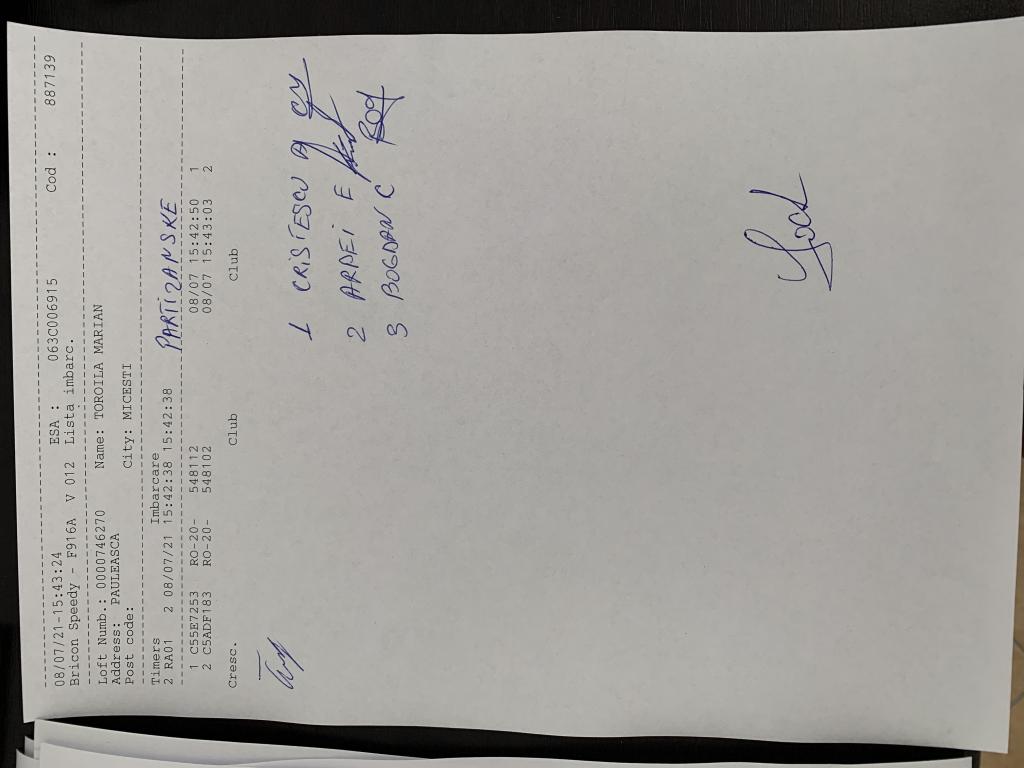 08/07/21-15:43:24 ESA : 063C006915 Cod : 887139
Bricon Speedy - F916A V 012 Lista imbarc.
Loft Numb.: 0000746270 Name: TOROILA MARIAN
Address: PAULEASCA
Post code: City: MICESTI
Timers Imbarcare
2 RA01 2 08/07/21 15:42:38 15:42:38 PARTIZANSKE
1 C55E7253 RO-20- 548112 08/07 15:42:50 1
2 C5ADF183 RO-20- 548102 08/07 15:43:03 2
Cresc. Club Club
1 CRISTESCU A
2 ARDEI E
3 BOGDAN C